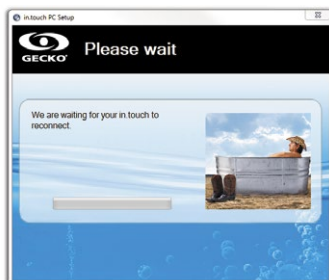 in.touch PC Setup
GECKO
Please wait
We are waiting for your in.touch to
reconnect.